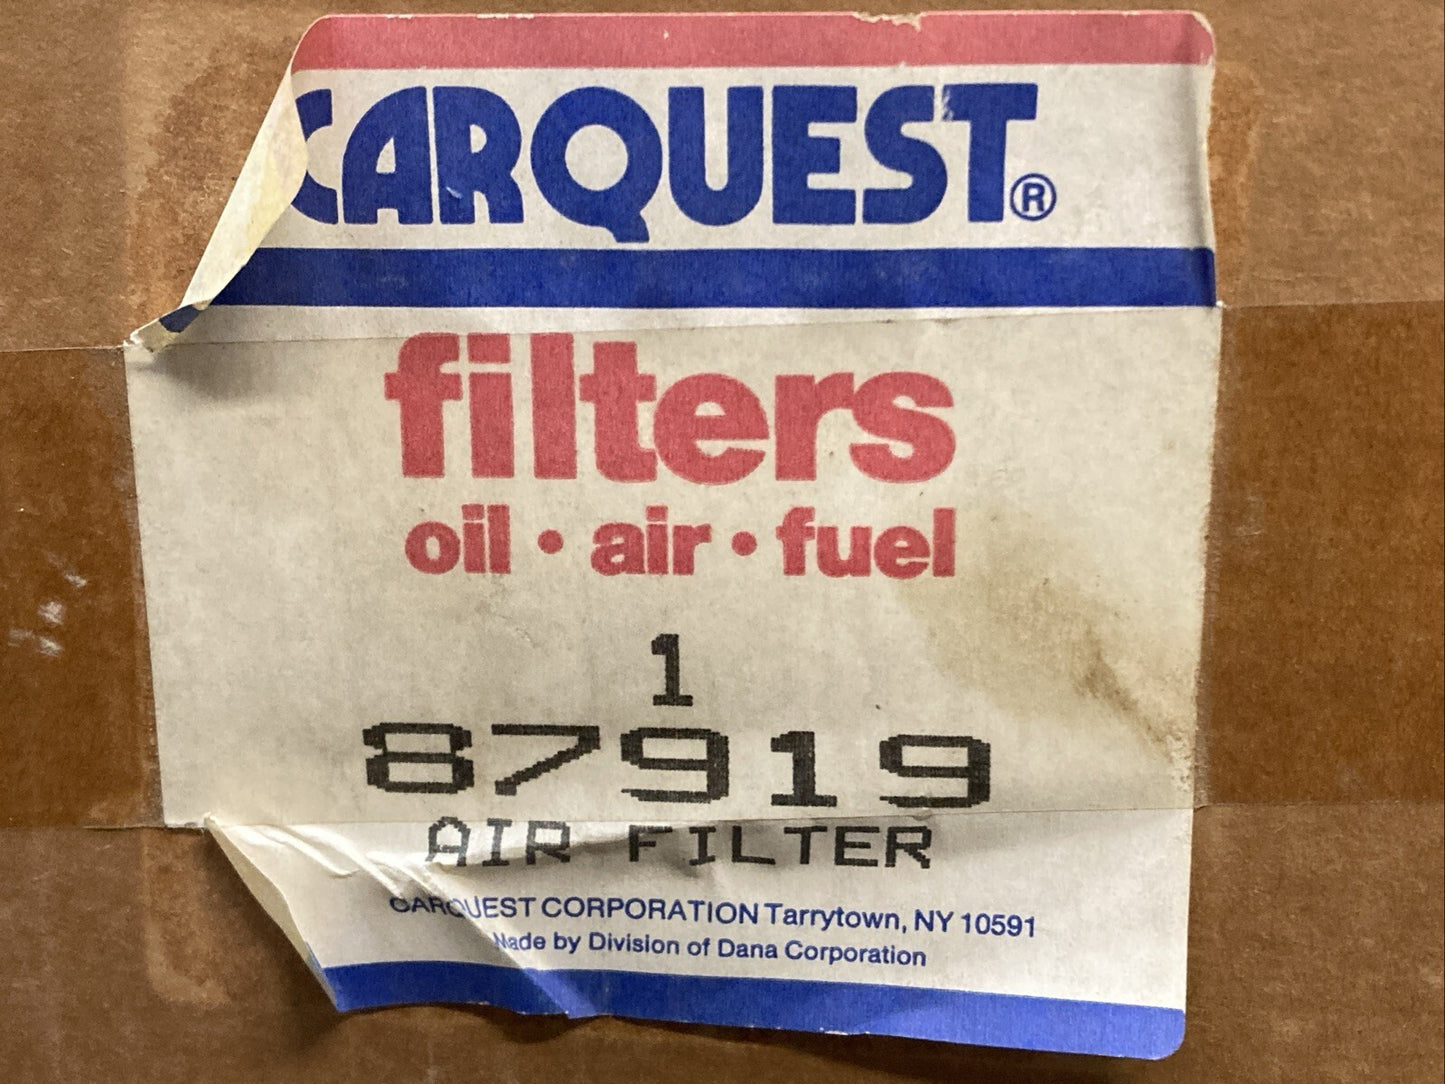 CARQUEST®
filters
oil • air • fuel
1
87919
AIR FILTER
CARQUEST CORPORATION Tarrytown, NY 10591
Made by Division of Dana Corporation